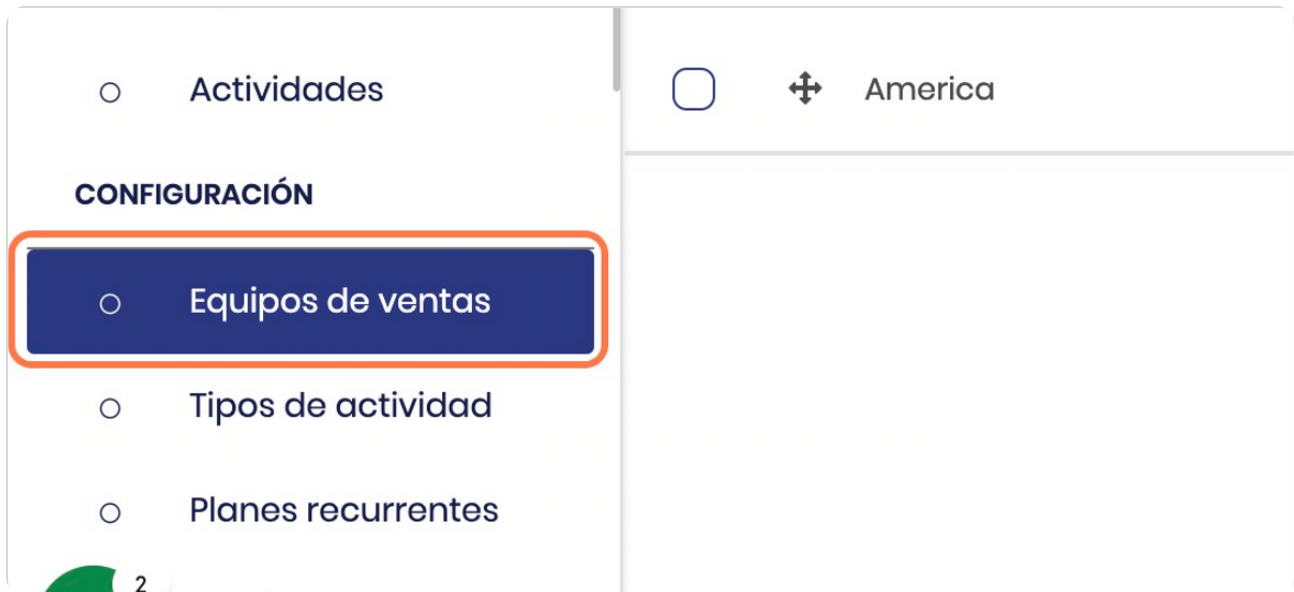 Actividades
America
CONFIGURACIÓN
Equipos de ventas
Tipos de actividad
Planes recurrentes
2